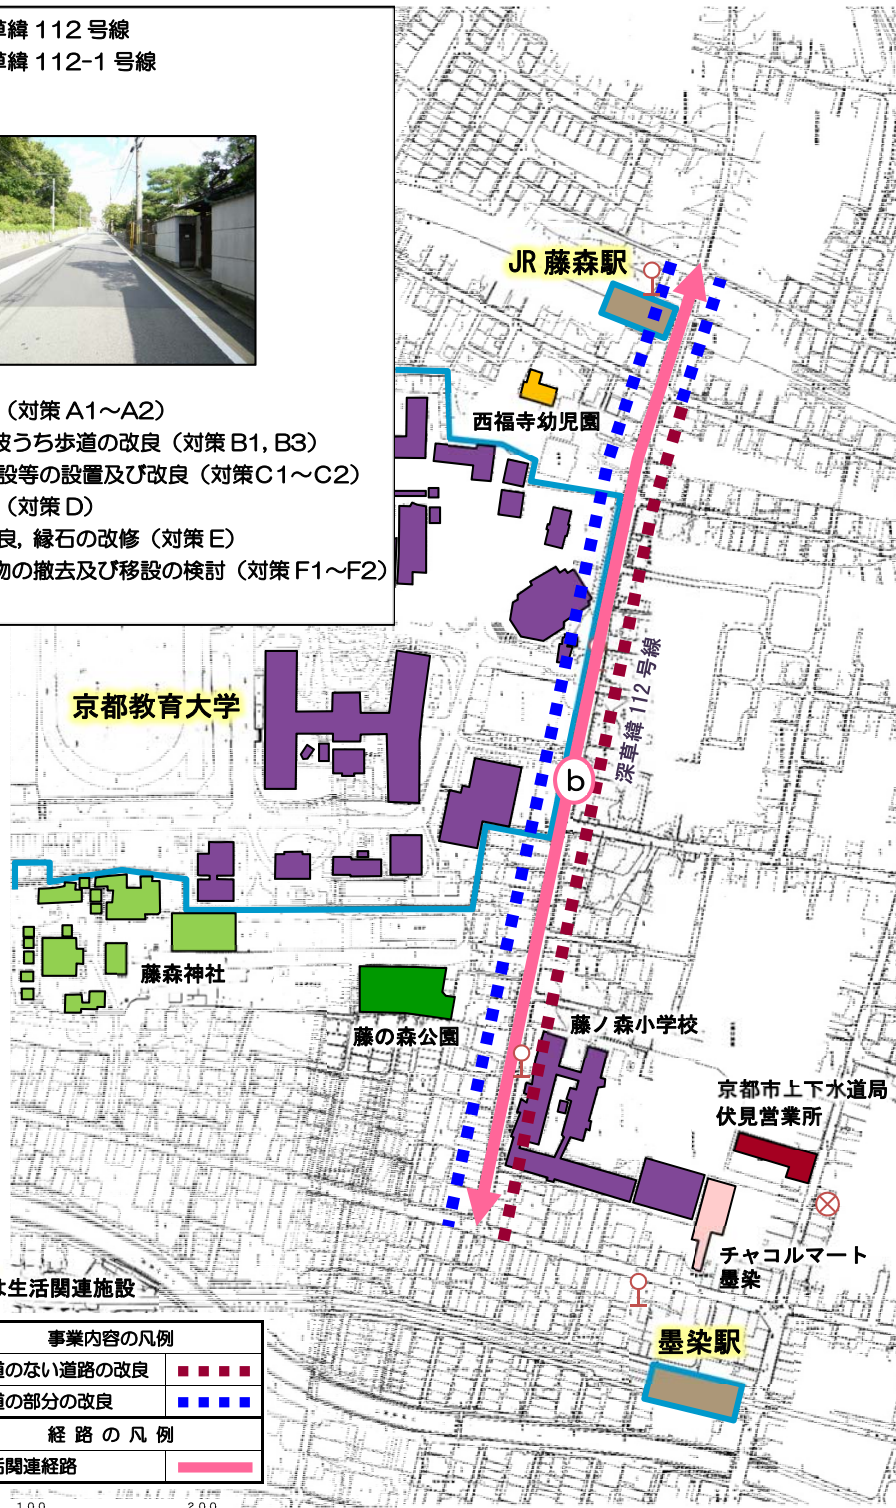 草緯 112 号線
草緯 112-1 号線
（対策 A1～A2）
波うち歩道の改良（対策 B1, B3）
設等の設置及び改良（対策C1～C2）
（対策 D）
良, 縁石の改修（対策 E）
物の撤去及び移設の検討（対策 F1～F2）
JR 藤森駅
西福寺幼児園
深草緯 112 号線
京都教育大学
b
藤森神社
藤の森公園
藤ノ森小学校
京都市上下水道局
伏見営業所
チャコルマート
墨染
は生活関連施設
墨染駅
事業内容の凡例
道のない道路の改良
道の部分の改良
経 路 の 凡 例
活関連経路
100 200